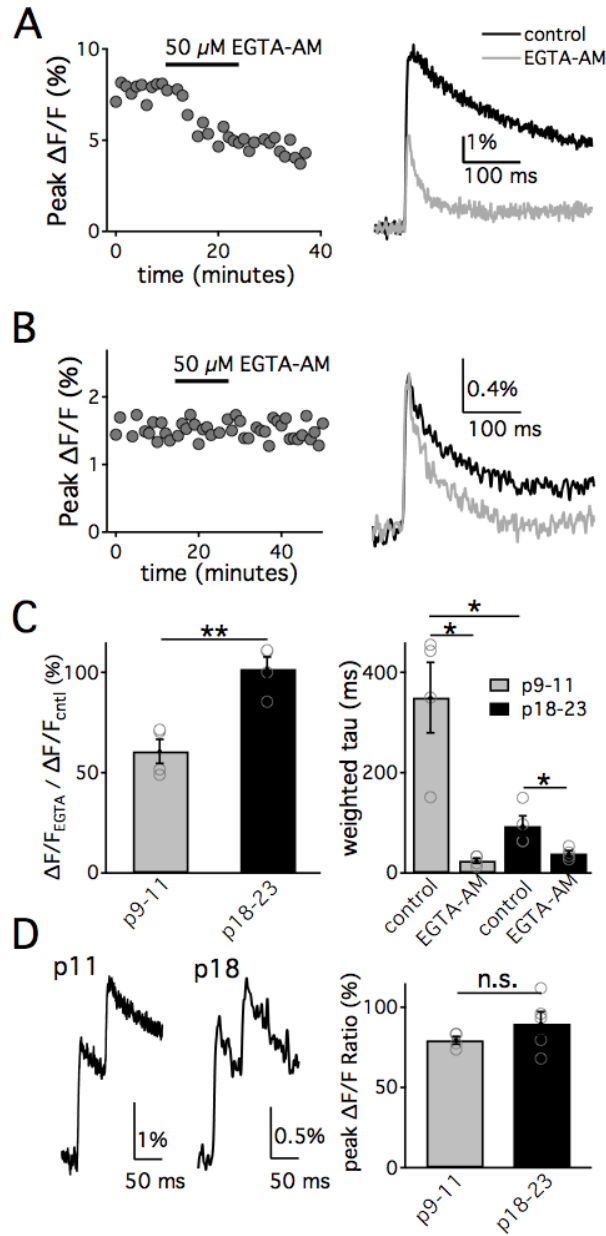 A
Peak ΔF/F (%)
10
5
0
50 µM EGTA-AM
0 20 40
time (minutes)
control
EGTA-AM
1%
100 ms
B
Peak ΔF/F (%)
2
1
0
50 µM EGTA-AM
0 20 40
time (minutes)
0.4%
100 ms
C
ΔF/F_EGTA / ΔF/F_cntl (%)
100
50
0
**
p9-11
p18-23
weighted tau (ms)
400
200
0
*
*
*
p9-11
p18-23
control
EGTA-AM
control
EGTA-AM
D
p11
1%
50 ms
p18
0.5%
50 ms
peak ΔF/F Ratio (%)
100
50
0
n.s.
p9-11
p18-23